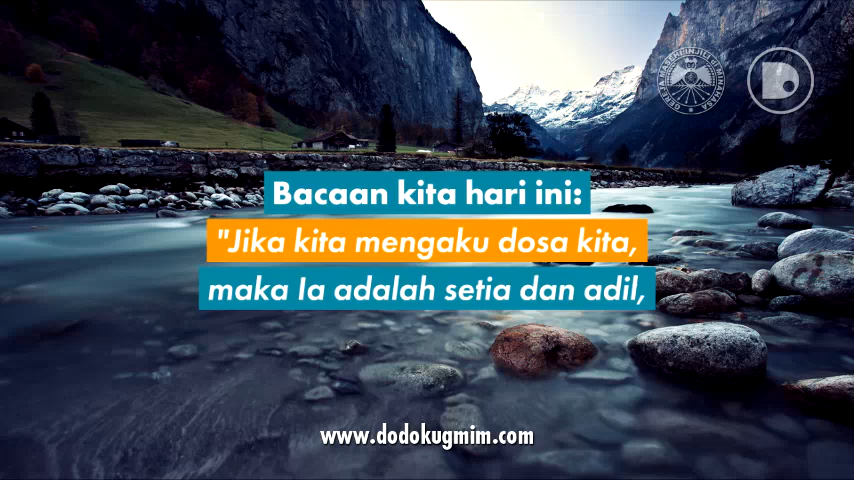 Bacaan kita hari ini:
"Jika kita mengaku dosa kita,
maka Ia adalah setia dan adil,
www.dodokugmim.com